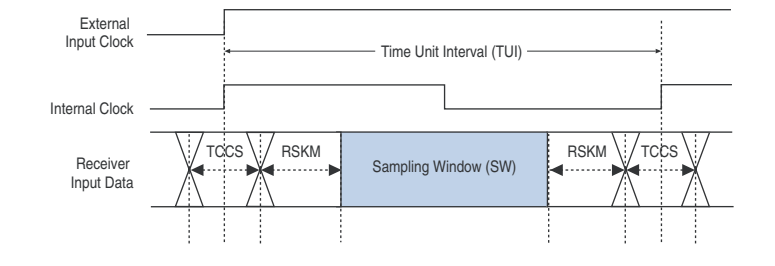 External
Input Clock
Time Unit Interval (TUI)
Internal Clock
TCCS
RSKM
RSKM
TCCS
Receiver
Input Data
Sampling Window (SW)